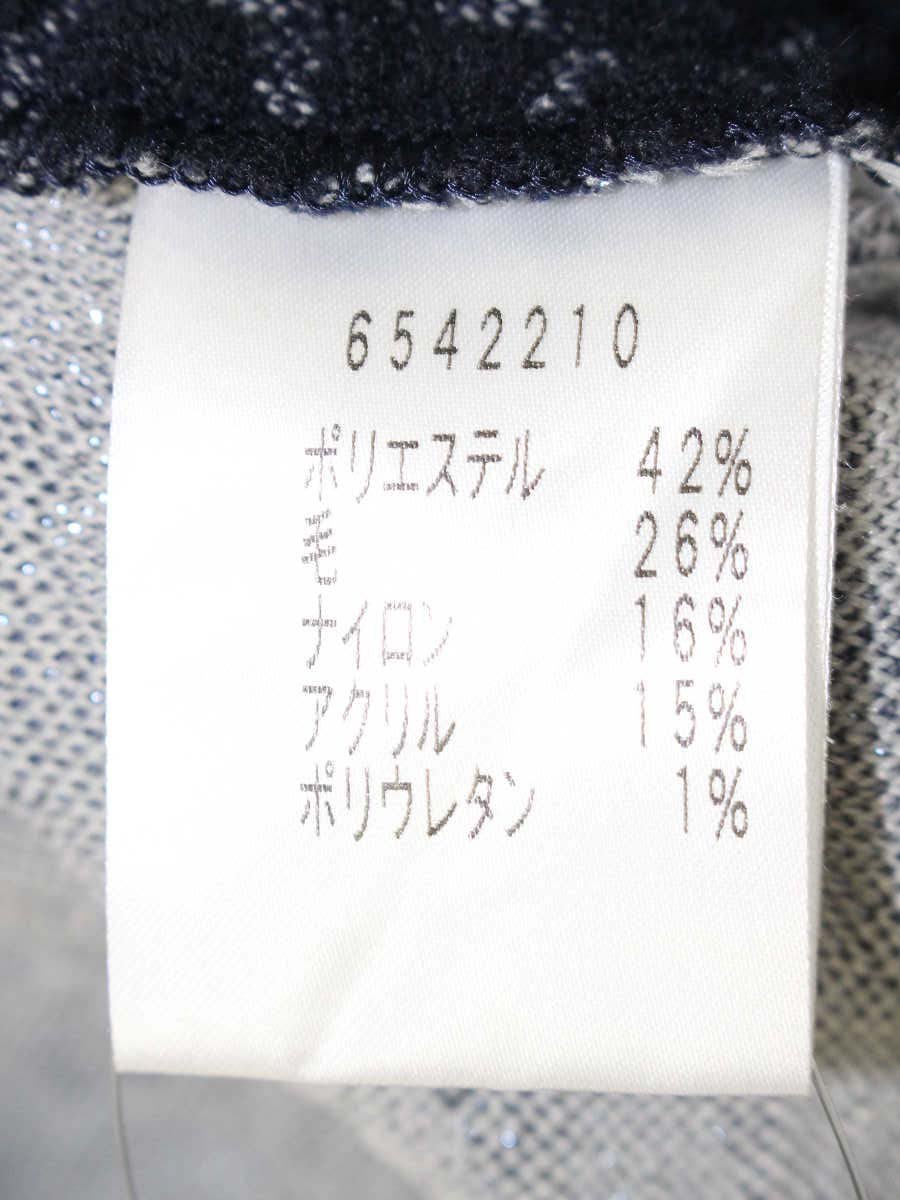 6542210
ポリエステル 42%
毛 26%
ナイロン 16%
アクリル 15%
ポリウレタン 1%